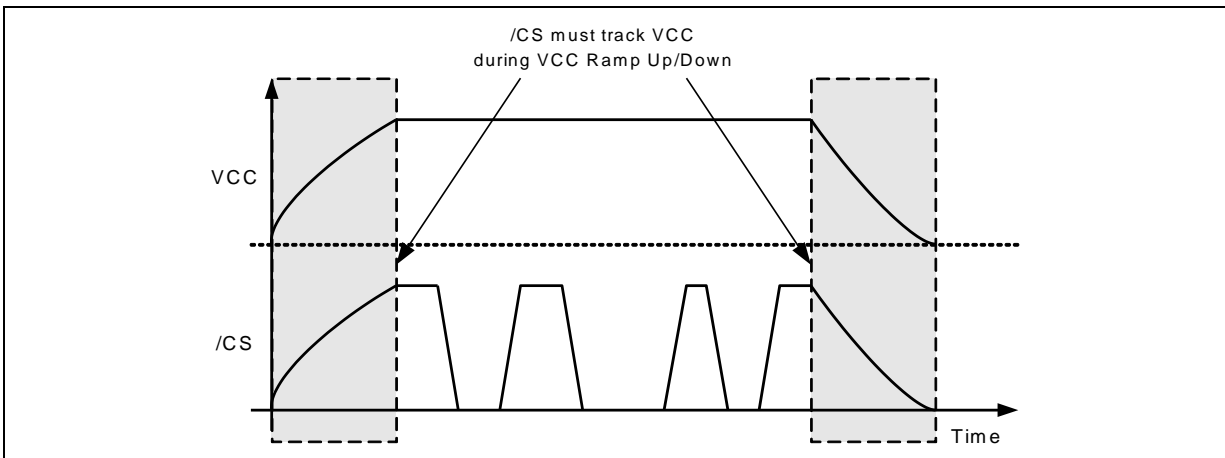 /CS must track VCC
during VCC Ramp Up/Down
VCC
/CS
Time